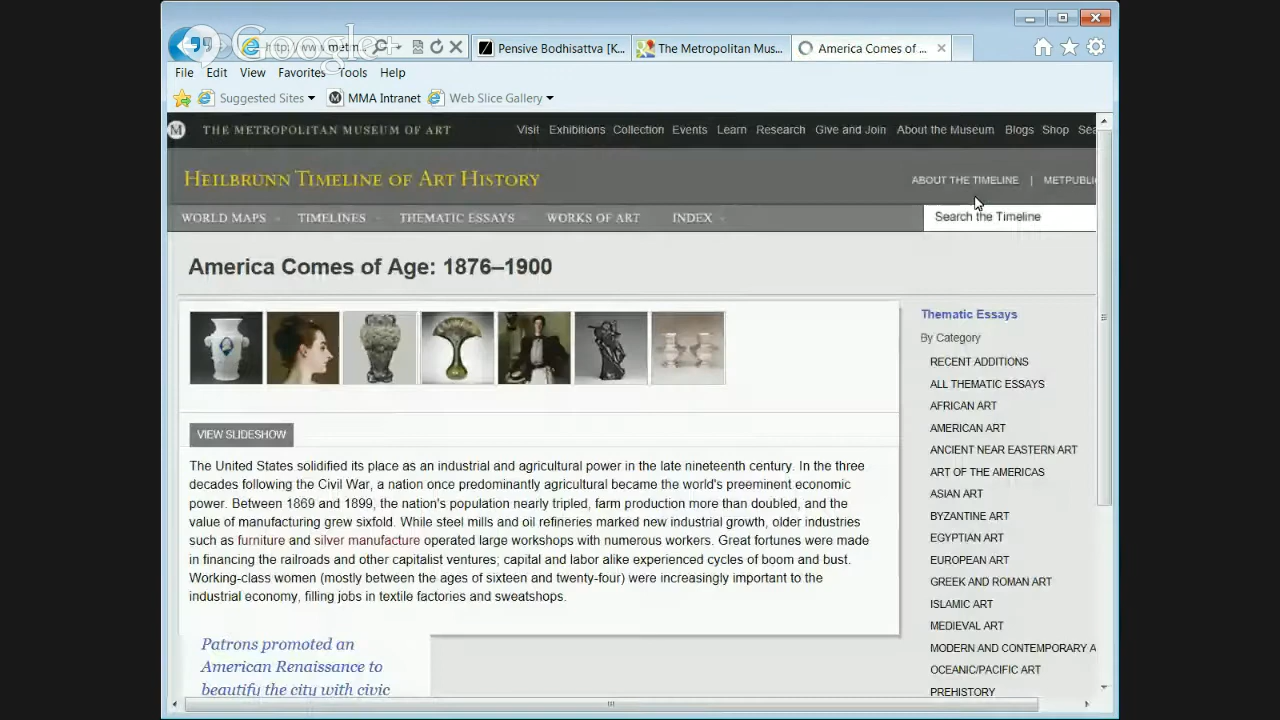 Google+
http://www.metm
Pensive Bodhisattva [K...
The Metropolitan Mus...
America Comes of ...
File Edit View Favorites Tools Help
Suggested Sites MMA Intranet Web Slice Gallery
M THE METROPOLITAN MUSEUM OF ART Visit Exhibitions Collection Events Learn Research Give and Join About the Museum Blogs Shop Sea
HEILBRUNN TIMELINE OF ART HISTORY ABOUT THE TIMELINE | METPUBLI
WORLD MAPS TIMELINES THEMATIC ESSAYS WORKS OF ART INDEX Search the Timeline
America Comes of Age: 1876–1900
VIEW SLIDESHOW
The United States solidified its place as an industrial and agricultural power in the late nineteenth century. In the three
decades following the Civil War, a nation once predominantly agricultural became the world's preeminent economic
power. Between 1869 and 1899, the nation's population nearly tripled, farm production more than doubled, and the
value of manufacturing grew sixfold. While steel mills and oil refineries marked new industrial growth, older industries
such as furniture and silver manufacture operated large workshops with numerous workers. Great fortunes were made
in financing the railroads and other capitalist ventures; capital and labor alike experienced cycles of boom and bust.
Working-class women (mostly between the ages of sixteen and twenty-four) were increasingly important to the
industrial economy, filling jobs in textile factories and sweatshops.
Patrons promoted an
American Renaissance to
beautify the city with civic
Thematic Essays
By Category
RECENT ADDITIONS
ALL THEMATIC ESSAYS
AFRICAN ART
AMERICAN ART
ANCIENT NEAR EASTERN ART
ART OF THE AMERICAS
ASIAN ART
BYZANTINE ART
EGYPTIAN ART
EUROPEAN ART
GREEK AND ROMAN ART
ISLAMIC ART
MEDIEVAL ART
MODERN AND CONTEMPORARY A
OCEANIC/PACIFIC ART
PREHISTORY